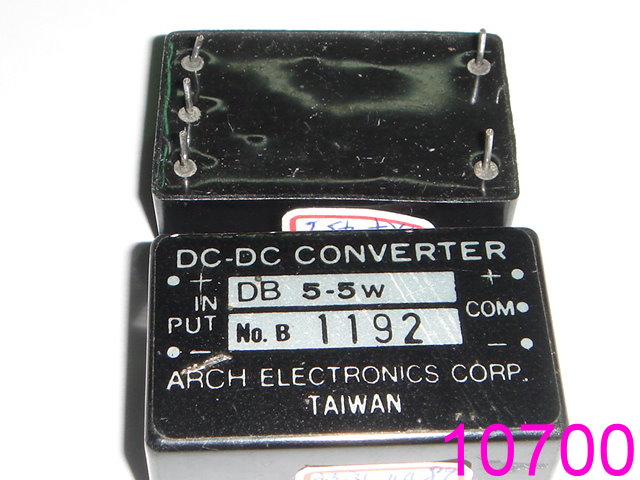 DC-DC CONVERTER
+ IN PUT -
DB 5-5W
No. B 1192
+ COM -
ARCH ELECTRONICS CORP.
TAIWAN
10700